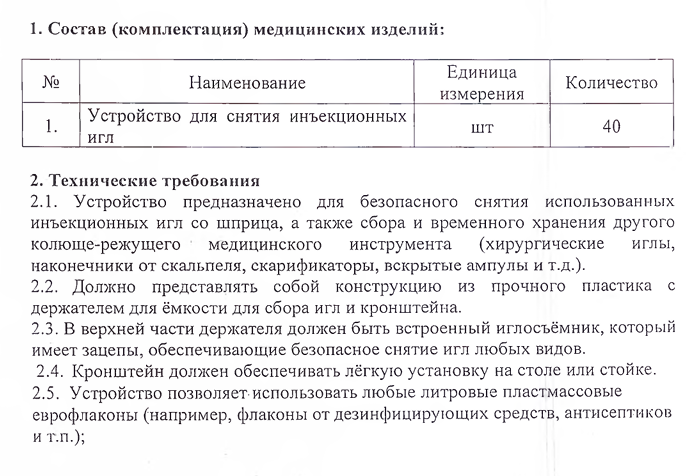 1. Состав (комплектация) медицинских изделий:
№ Наименование Единица измерения Количество
1. Устройство для снятия инъекционных игл шт 40
2. Технические требования
2.1. Устройство предназначено для безопасного снятия использованных
инъекционных игл со шприца, а также сбора и временного хранения другого
колюще-режущего медицинского инструмента (хирургические иглы,
наконечники от скальпеля, скарификаторы, вскрытые ампулы и т.д.).
2.2. Должно представлять собой конструкцию из прочного пластика с
держателем для ёмкости для сбора игл и кронштейна.
2.3. В верхней части держателя должен быть встроенный иглосъёмник, который
имеет зацепы, обеспечивающие безопасное снятие игл любых видов.
2.4. Кронштейн должен обеспечивать лёгкую установку на столе или стойке.
2.5. Устройство позволяет использовать любые литровые пластмассовые
еврофлаконы (например, флаконы от дезинфицирующих средств, антисептиков
и т.п.);